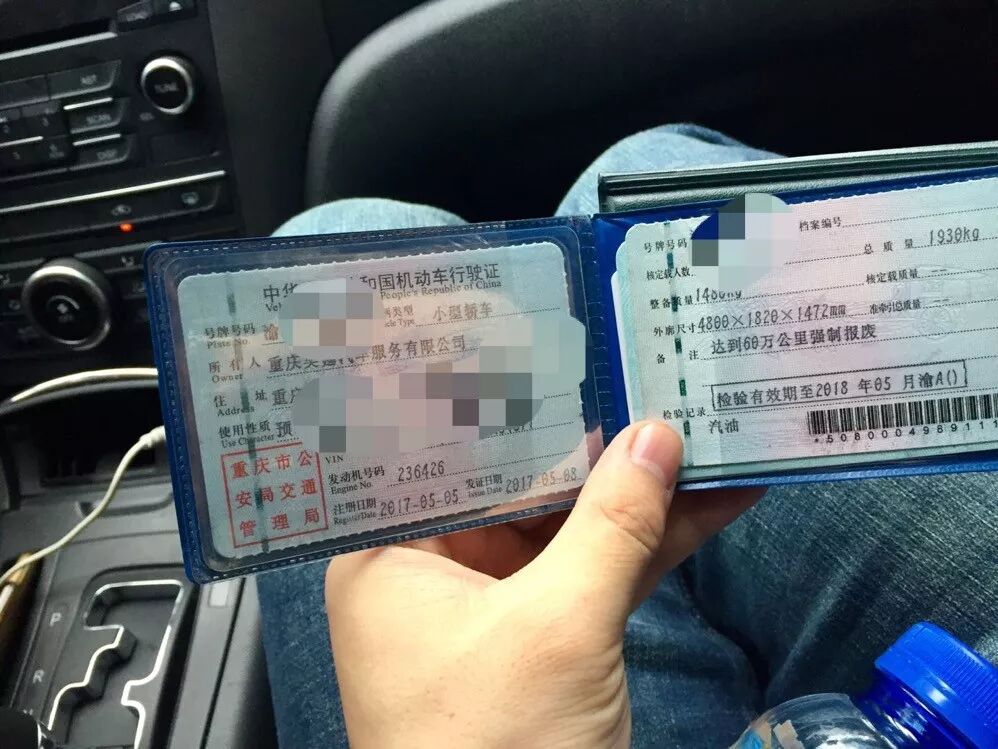 中华 和国机动车行驶证
People's Republic of China
号牌号码 渝
Plate No.
类型 小型轿车
Vehicle Type
所有人 重庆 汽车服务有限公司
Owner
住址 重庆
Address
使用性质 预
Use Character
VIN
发动机号码 236426
Engine No.
注册日期 2017-05-05 发证日期 2017-05-08
Register Date Issue Date
重庆市公
安局交通
管理局
号牌号码 档案编号
核定载人数 总质量 1930kg
整备质量 1480kg 核定载质量 --
外廓尺寸 4800×1820×1472mm 准牵引总质量 --
备注 达到60万公里强制报废
检验有效期至2018年05月渝A()
检验记录
汽油
*5080004989111
TUNE
AST
SCAN
DISP
P
R